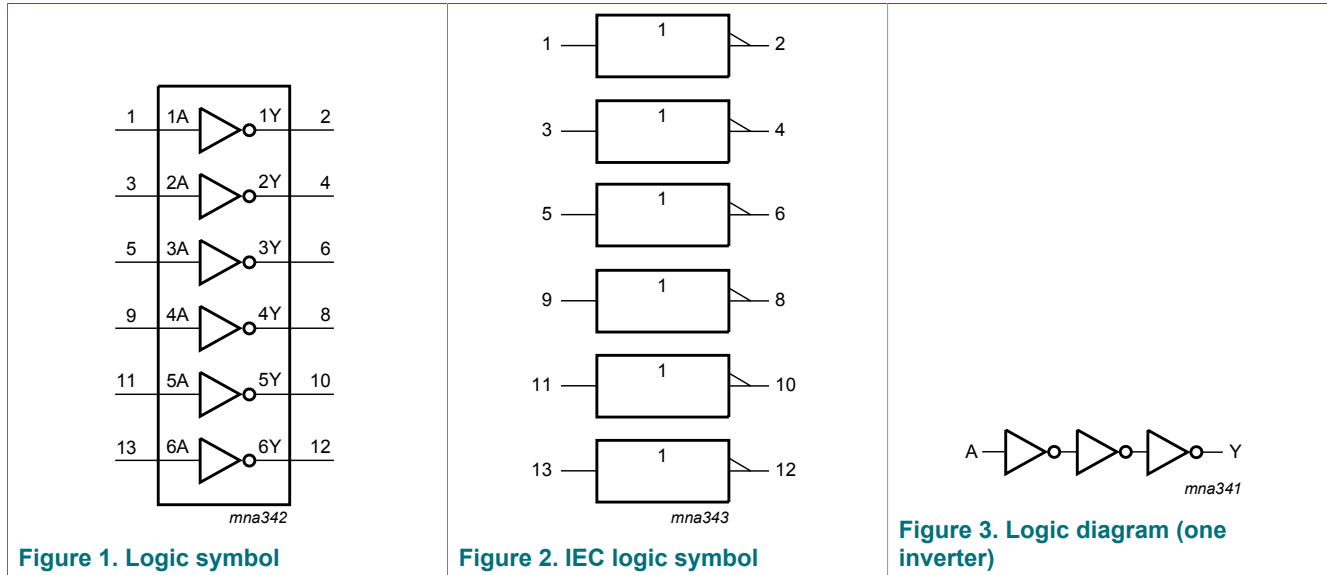 1 1A 1Y 2
3 2A 2Y 4
5 3A 3Y 6
9 4A 4Y 8
11 5A 5Y 10
13 6A 6Y 12
mna342
Figure 1. Logic symbol
1 1 2
3 1 4
5 1 6
9 1 8
11 1 10
13 1 12
mna343
Figure 2. IEC logic symbol
A Y
mna341
Figure 3. Logic diagram (one
inverter)